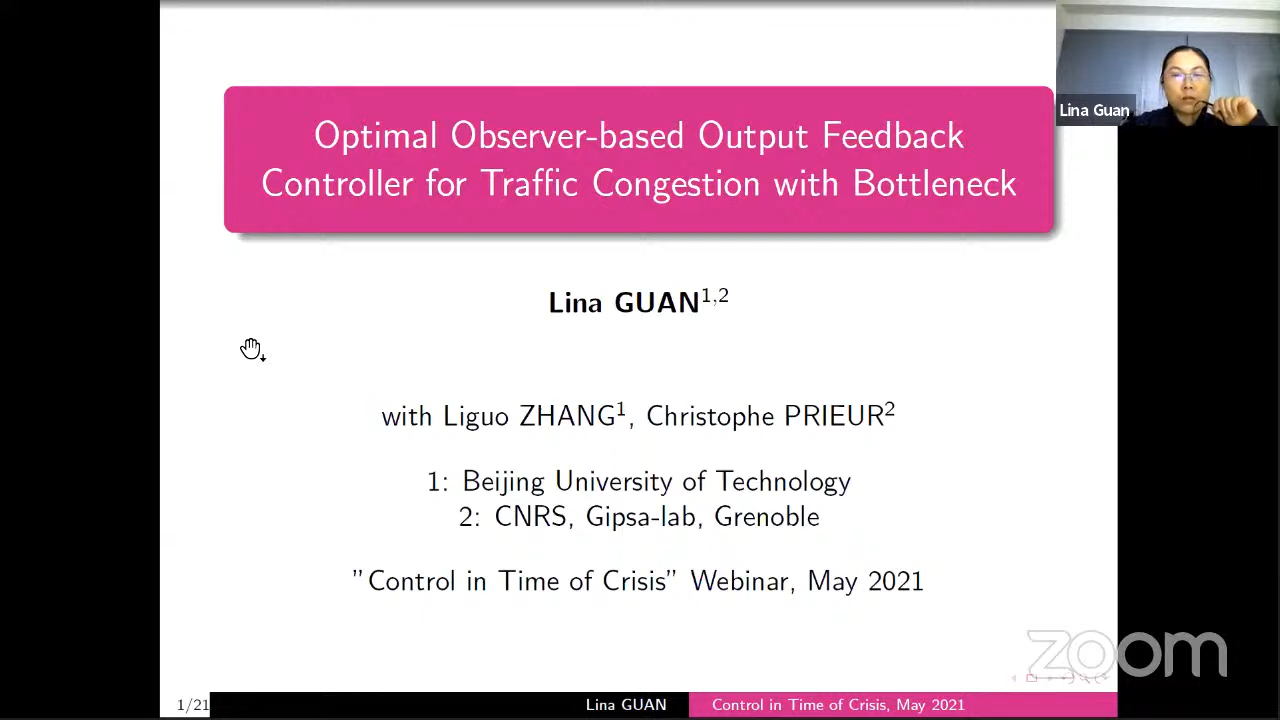 Optimal Observer-based Output Feedback
Controller for Traffic Congestion with Bottleneck
Lina Guan
Lina GUAN1,2
with Liguo ZHANG1, Christophe PRIEUR2
1: Beijing University of Technology
2: CNRS, Gipsa-lab, Grenoble
"Control in Time of Crisis" Webinar, May 2021
zoom
1/21
Lina GUAN
Control in Time of Crisis, May 2021